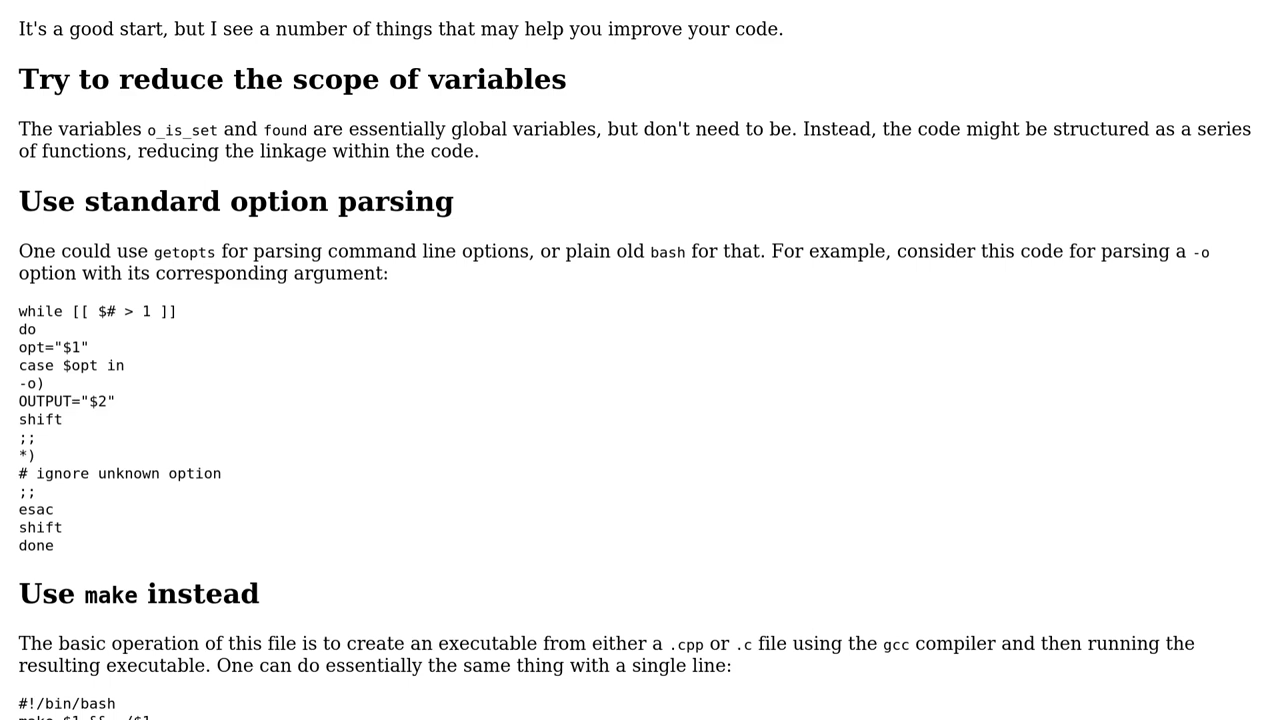 It's a good start, but I see a number of things that may help you improve your code.
Try to reduce the scope of variables
The variables o_is_set and found are essentially global variables, but don't need to be. Instead, the code might be structured as a series
of functions, reducing the linkage within the code.
Use standard option parsing
One could use getopts for parsing command line options, or plain old bash for that. For example, consider this code for parsing a -o
option with its corresponding argument:
while [[ $# > 1 ]]
do
opt="$1"
case $opt in
-o)
OUTPUT="$2"
shift
;;
*)
# ignore unknown option
;;
esac
shift
done
Use make instead
The basic operation of this file is to create an executable from either a .cpp or .c file using the gcc compiler and then running the
resulting executable. One can do essentially the same thing with a single line:
#!/bin/bash
make $1 && ./$1